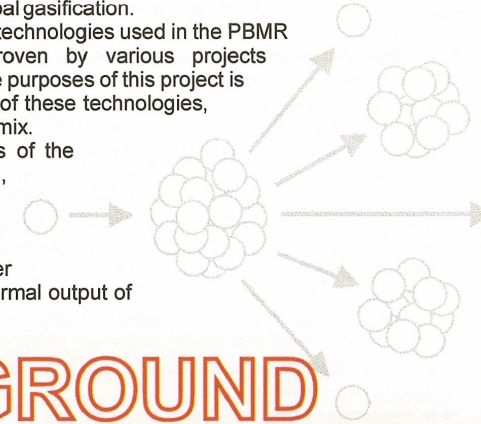 gasification.
technologies used in the PBMR
roven by various projects
purposes of this project is
of these technologies,
mix.
s of the
,
er
rmal output of
GROUND